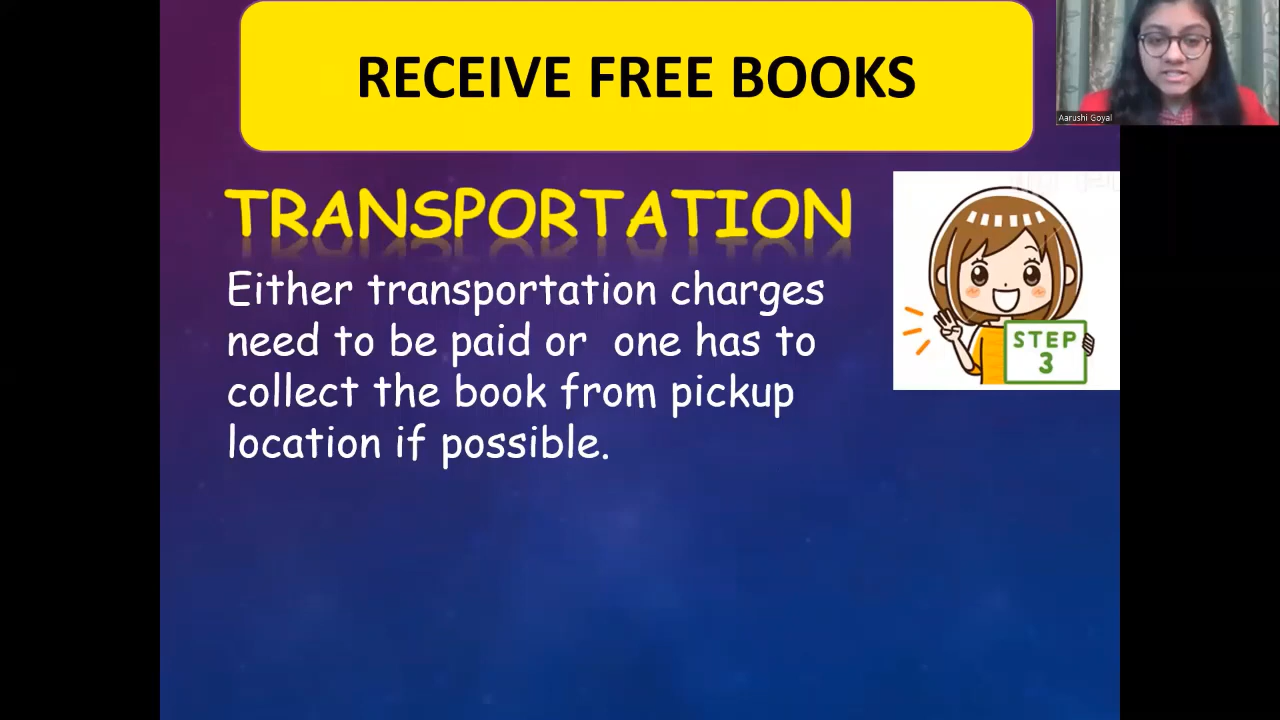 RECEIVE FREE BOOKS
Aarushi Goyal
TRANSPORTATION
Either transportation charges
need to be paid or one has to
collect the book from pickup
location if possible.
STEP
3